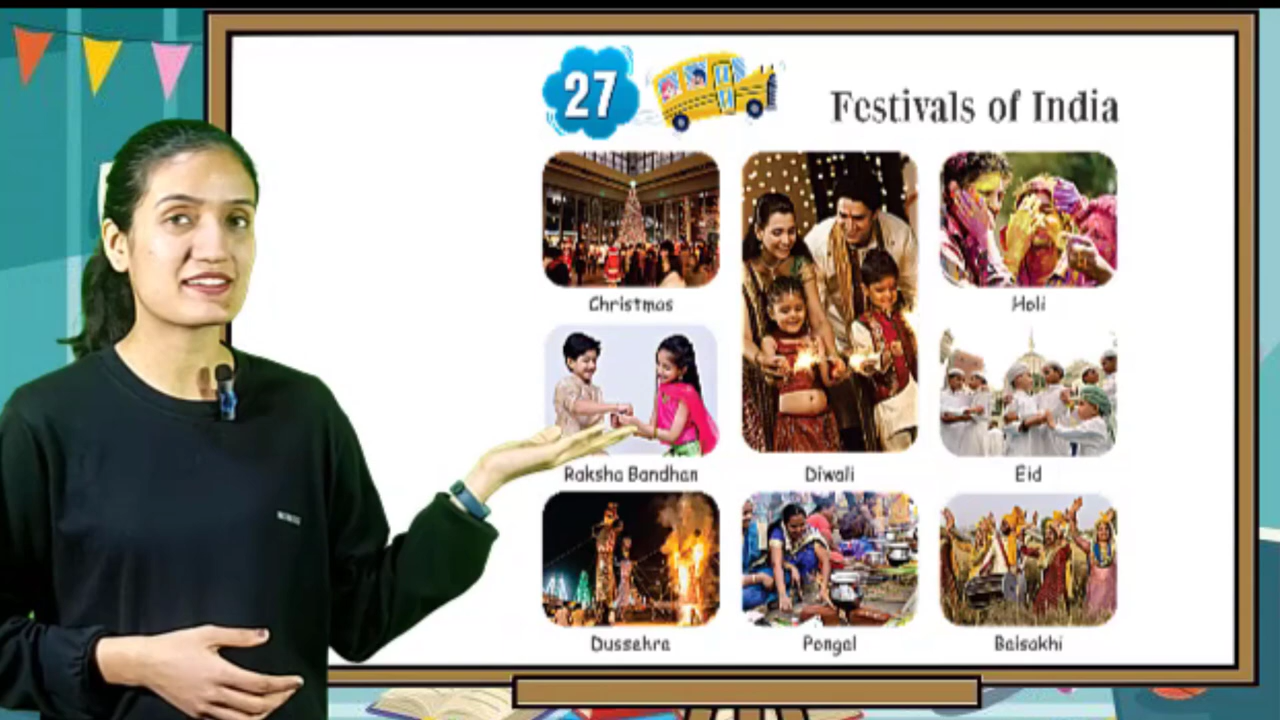 27
Festivals of India
Christmas
Holi
Raksha Bandhan
Diwali
Eid
Dussehra
Pongal
Baisakhi